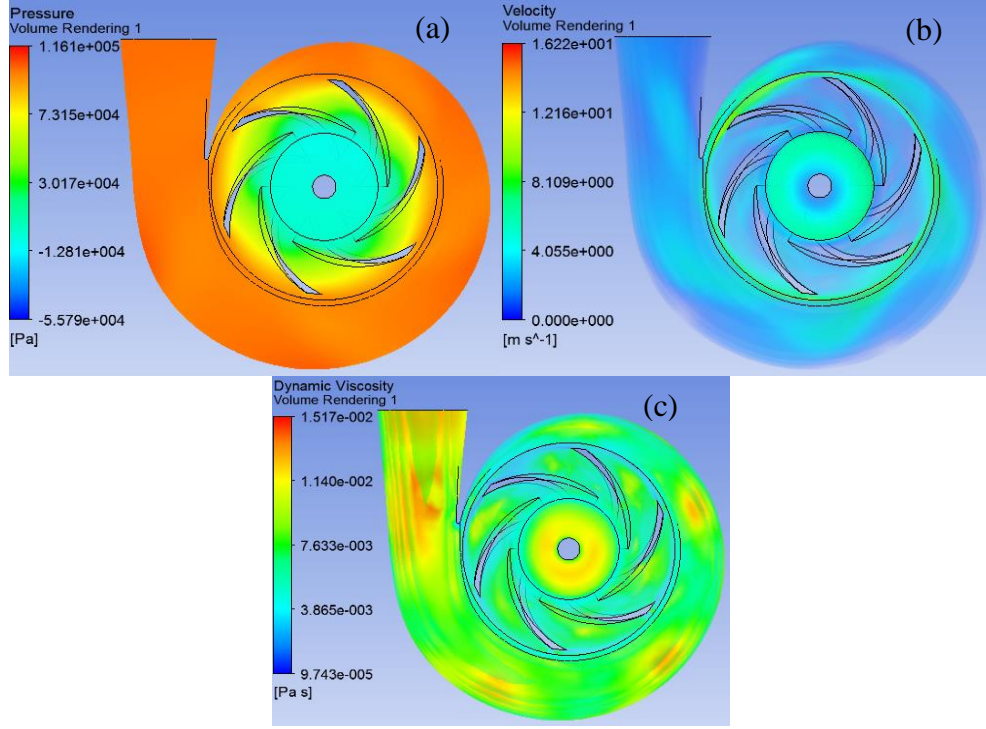 Pressure
Volume Rendering 1
(a)
1.161e+005
7.315e+004
3.017e+004
-1.281e+004
-5.579e+004
[Pa]
Velocity
Volume Rendering 1
(b)
1.622e+001
1.216e+001
8.109e+000
4.055e+000
0.000e+000
[m s^-1]
Dynamic Viscosity
Volume Rendering 1
(c)
1.517e-002
1.140e-002
7.633e-003
3.865e-003
9.743e-005
[Pa s]